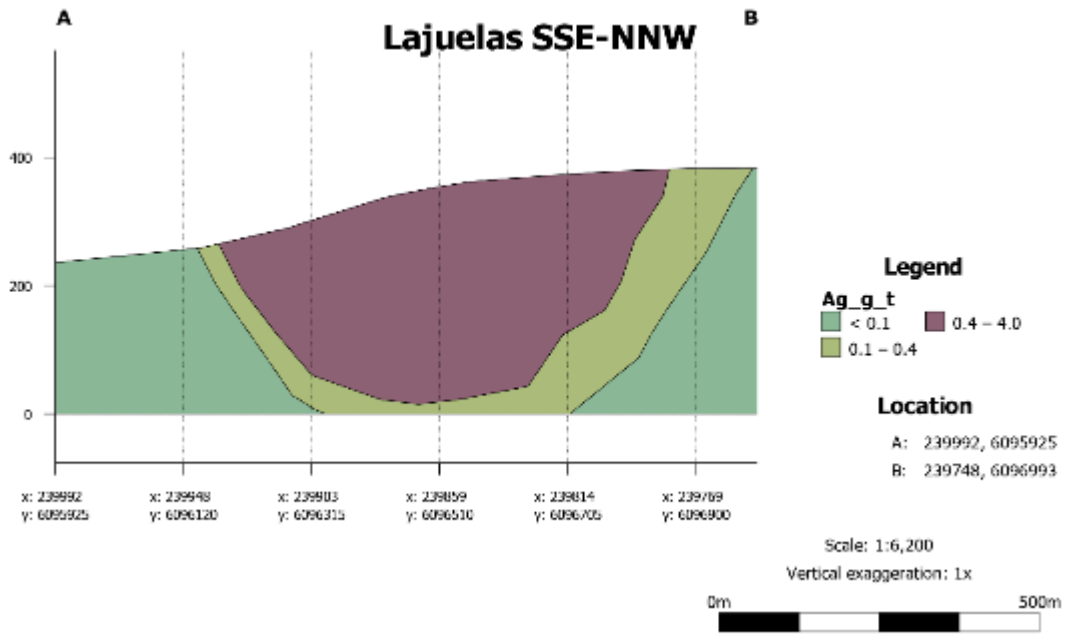 A
B
Lajuelas SSE-NNW
400
200
0
x: 239992
y: 6095925
x: 239948
y: 6096120
x: 239903
y: 6096315
x: 239859
y: 6096510
x: 239814
y: 6096705
x: 239769
y: 6096900
Legend
Ag_g_t
< 0.1
0.4 – 4.0
0.1 – 0.4
Location
A: 239992, 6095925
B: 239748, 6096993
Scale: 1:6,200
Vertical exaggeration: 1x
0m
500m